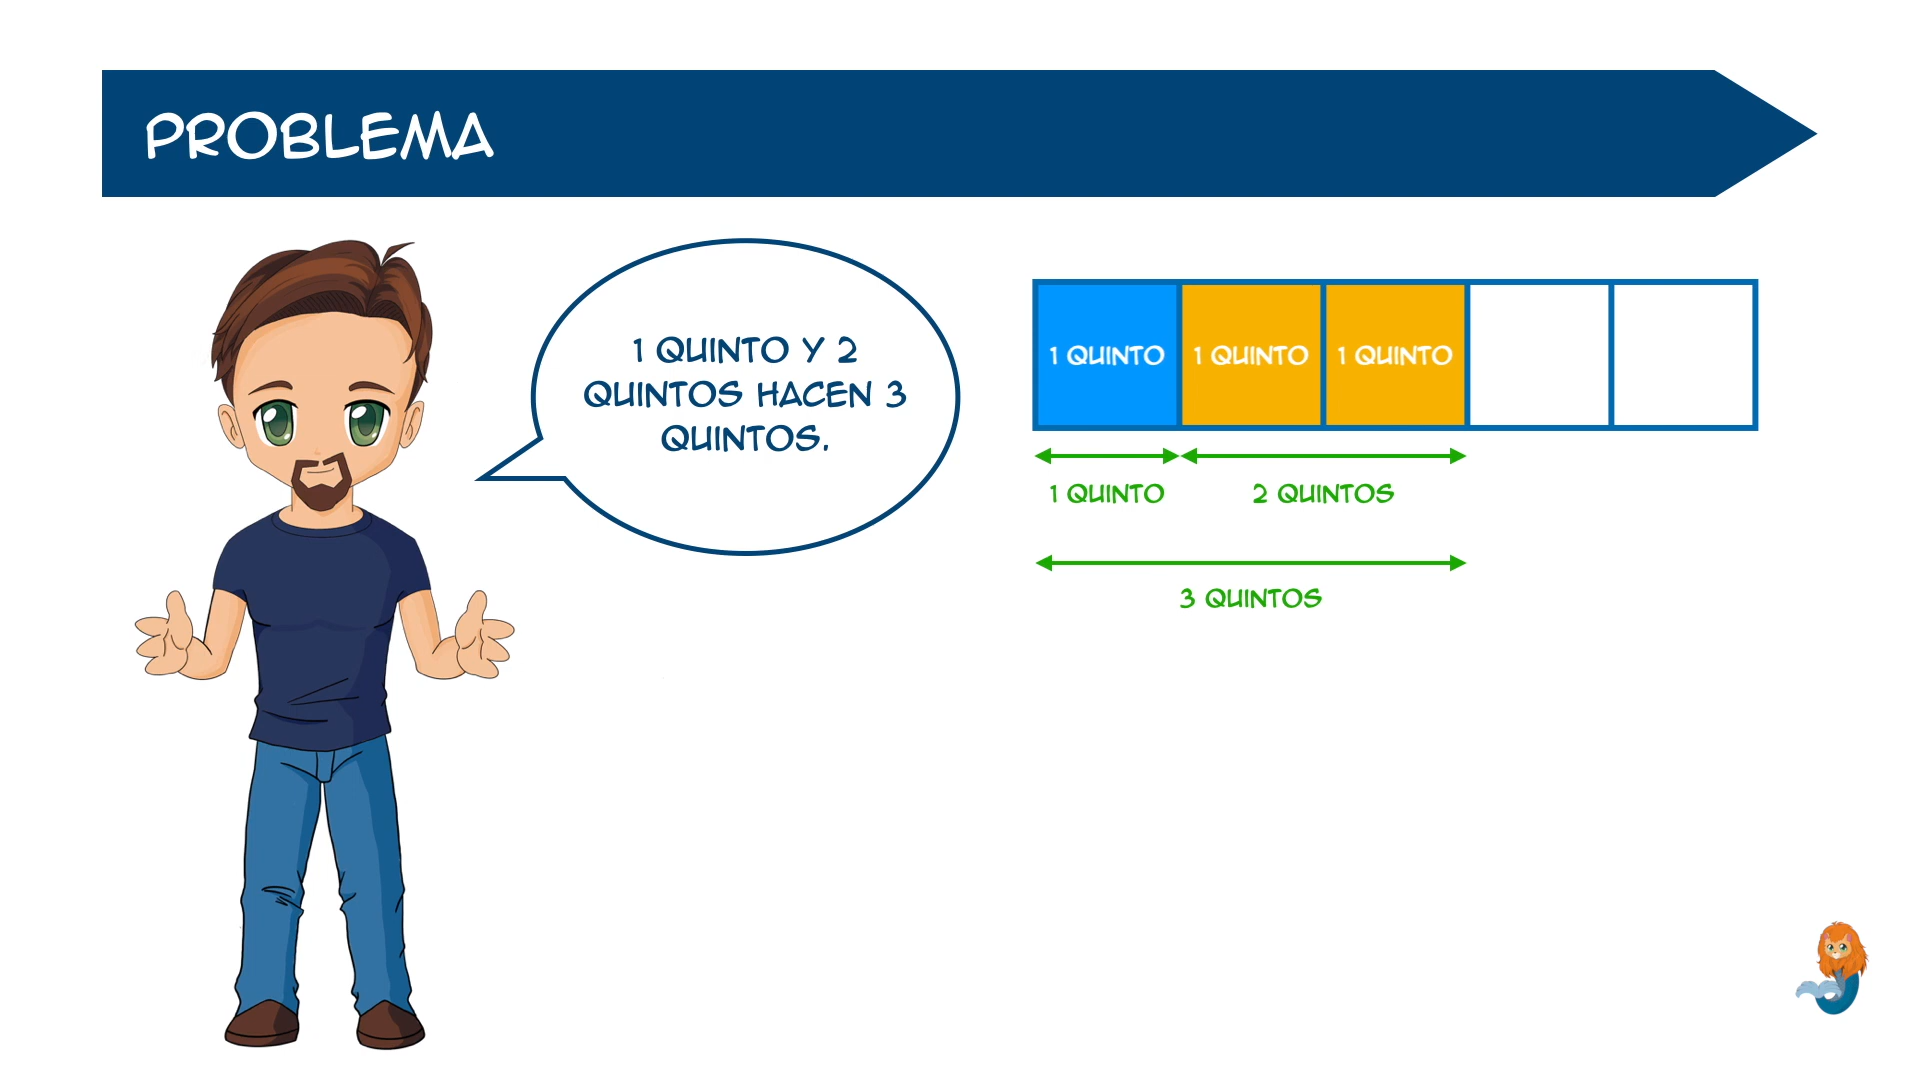 PROBLEMA
1 QUINTO Y 2
QUINTOS HACEN 3
QUINTOS.
1 QUINTO 1 QUINTO 1 QUINTO
1 QUINTO 2 QUINTOS
3 QUINTOS